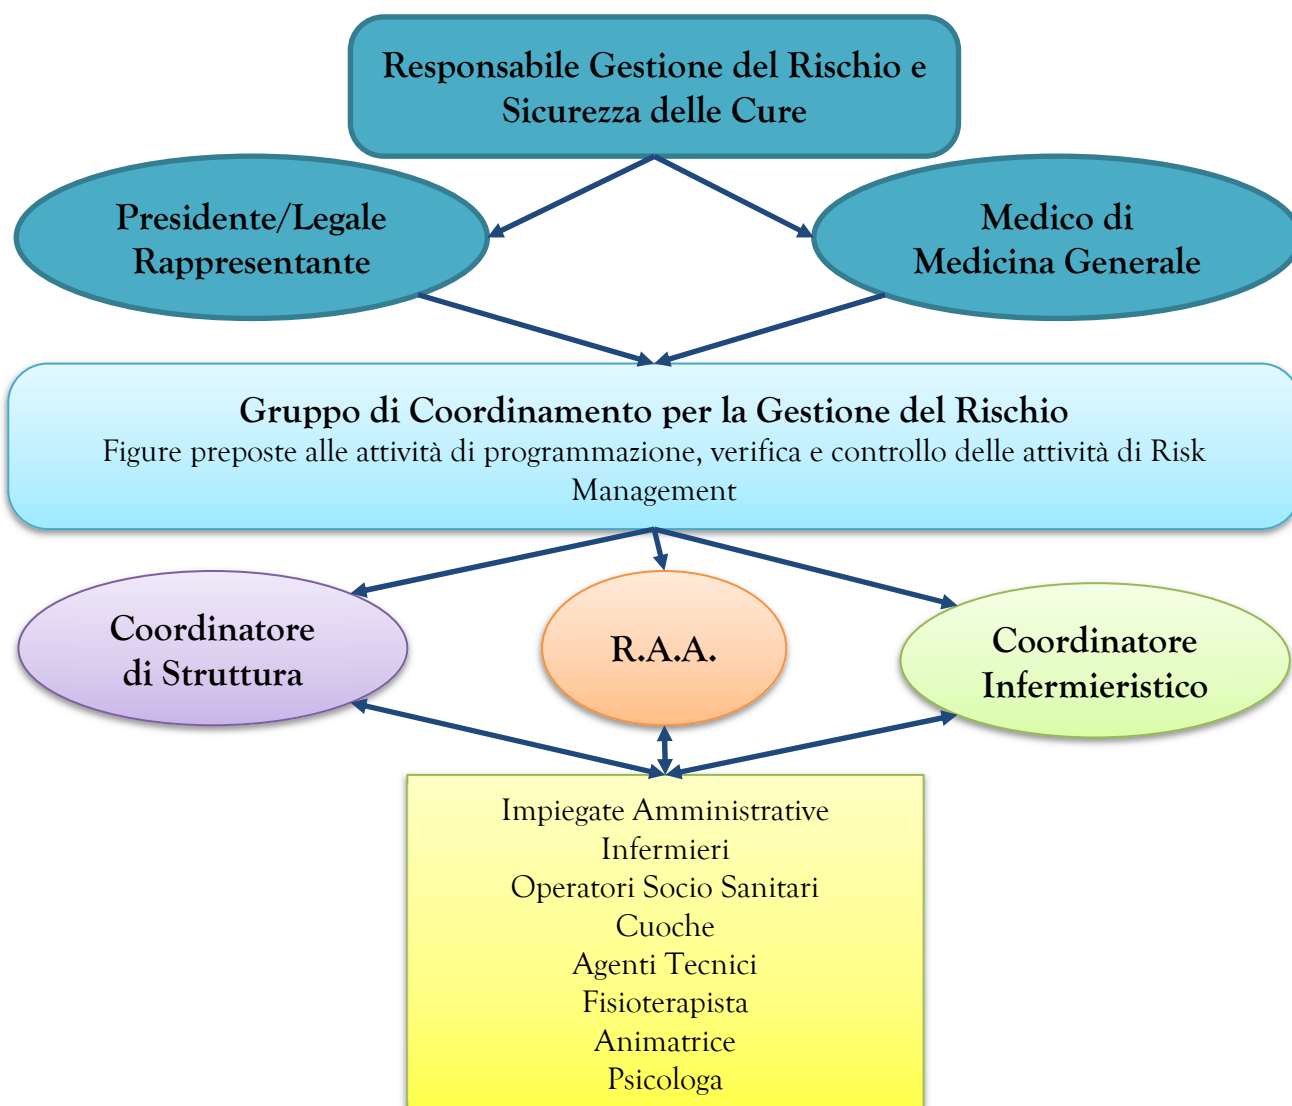 Responsabile Gestione del Rischio e
Sicurezza delle Cure
Presidente/Legale
Rappresentante
Medico di
Medicina Generale
Gruppo di Coordinamento per la Gestione del Rischio
Figure preposte alle attività di programmazione, verifica e controllo delle attività di Risk
Management
Coordinatore
di Struttura
R.A.A.
Coordinatore
Infermieristico
Impiegate Amministrative
Infermieri
Operatori Socio Sanitari
Cuoche
Agenti Tecnici
Fisioterapista
Animatrice
Psicologa